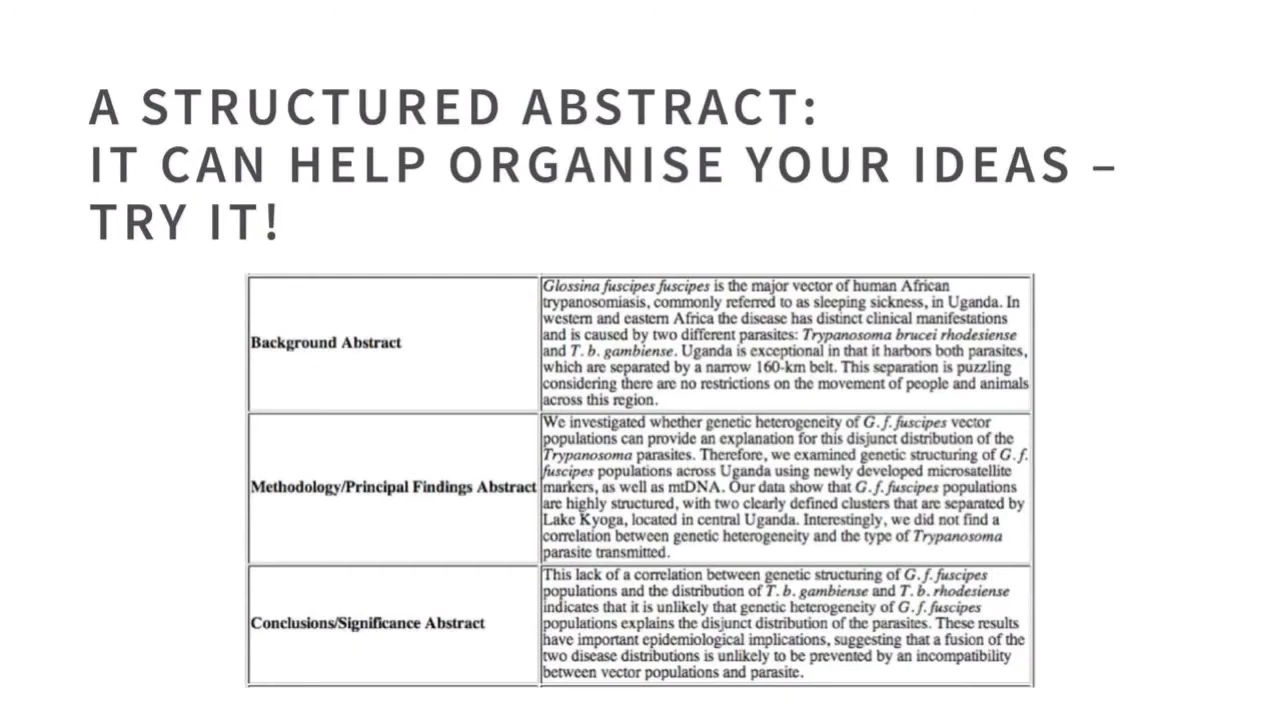 A STRUCTURED ABSTRACT:
IT CAN HELP ORGANISE YOUR IDEAS –
TRY IT!
Background Abstract
Glossina fuscipes fuscipes is the major vector of human African
trypanosomiasis, commonly referred to as sleeping sickness, in Uganda. In
western and eastern Africa the disease has distinct clinical manifestations
and is caused by two different parasites: Trypanosoma brucei rhodesiense
and T. b. gambiense. Uganda is exceptional in that it harbors both parasites,
which are separated by a narrow 160-km belt. This separation is puzzling
considering there are no restrictions on the movement of people and animals
across this region.
Methodology/Principal Findings Abstract
We investigated whether genetic heterogeneity of G. f. fuscipes vector
populations can provide an explanation for this disjunct distribution of the
Trypanosoma parasites. Therefore, we examined genetic structuring of G. f.
fuscipes populations across Uganda using newly developed microsatellite
markers, as well as mtDNA. Our data show that G. f. fuscipes populations
are highly structured, with two clearly defined clusters that are separated by
Lake Kyoga, located in central Uganda. Interestingly, we did not find a
correlation between genetic heterogeneity and the type of Trypanosoma
parasite transmitted.
Conclusions/Significance Abstract
This lack of a correlation between genetic structuring of G. f. fuscipes
populations and the distribution of T. b. gambiense and T. b. rhodesiense
indicates that it is unlikely that genetic heterogeneity of G. f. fuscipes
populations explains the disjunct distribution of the parasites. These results
have important epidemiological implications, suggesting that a fusion of the
two disease distributions is unlikely to be prevented by an incompatibility
between vector populations and parasite.